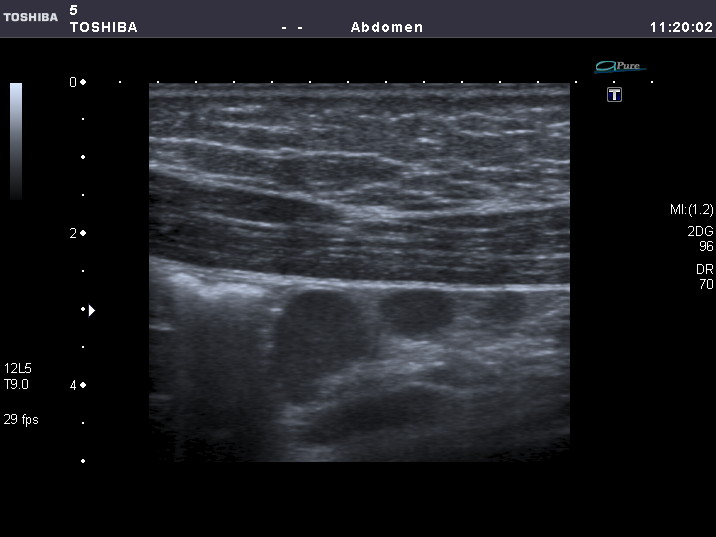 TOSHIBA
5
TOSHIBA
- -
Abdomen
11:20:02
Pure
T
0
2
4
MI:(1.2)
2DG
96
DR
70
12L5
T9.0
29 fps